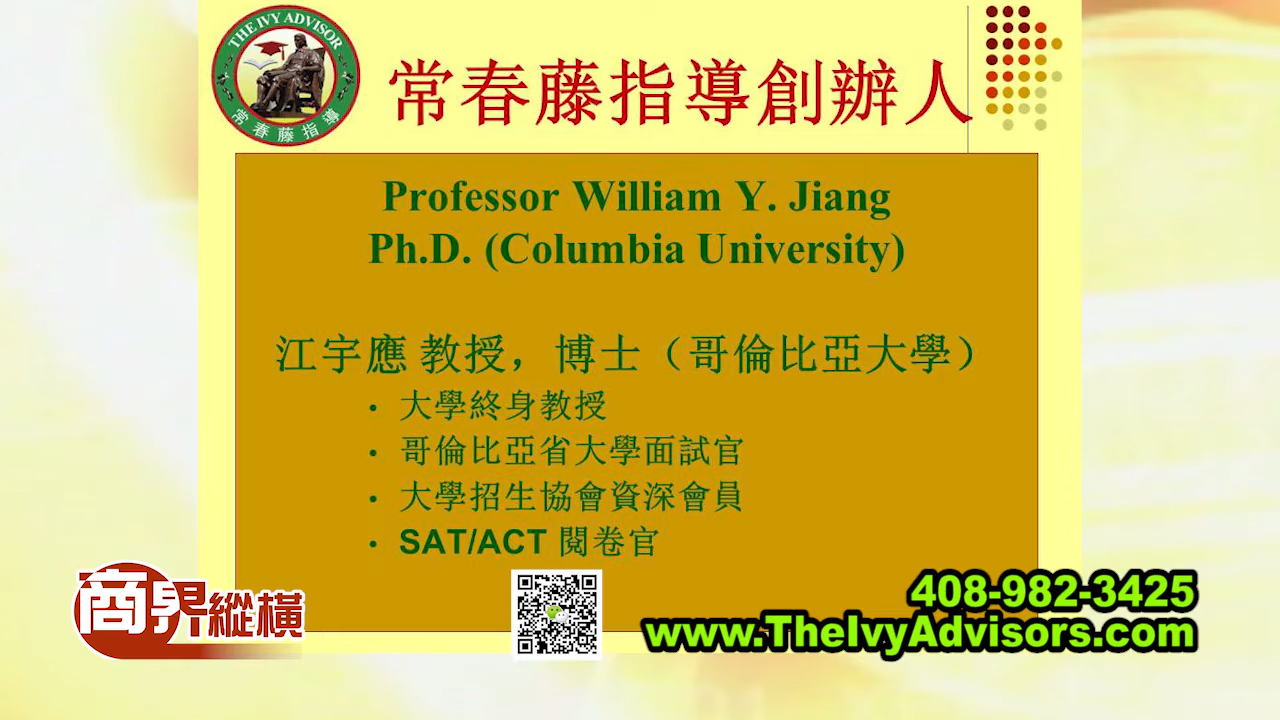 THE IVY ADVISOR
常春藤指導
常春藤指導創辦人
Professor William Y. Jiang
Ph.D. (Columbia University)
江宇應 教授，博士（哥倫比亞大學）
• 大學終身教授
• 哥倫比亞省大學面試官
• 大學招生協會資深會員
• SAT/ACT 閱卷官
商界縱橫
408-982-3425
www.TheIvyAdvisors.com